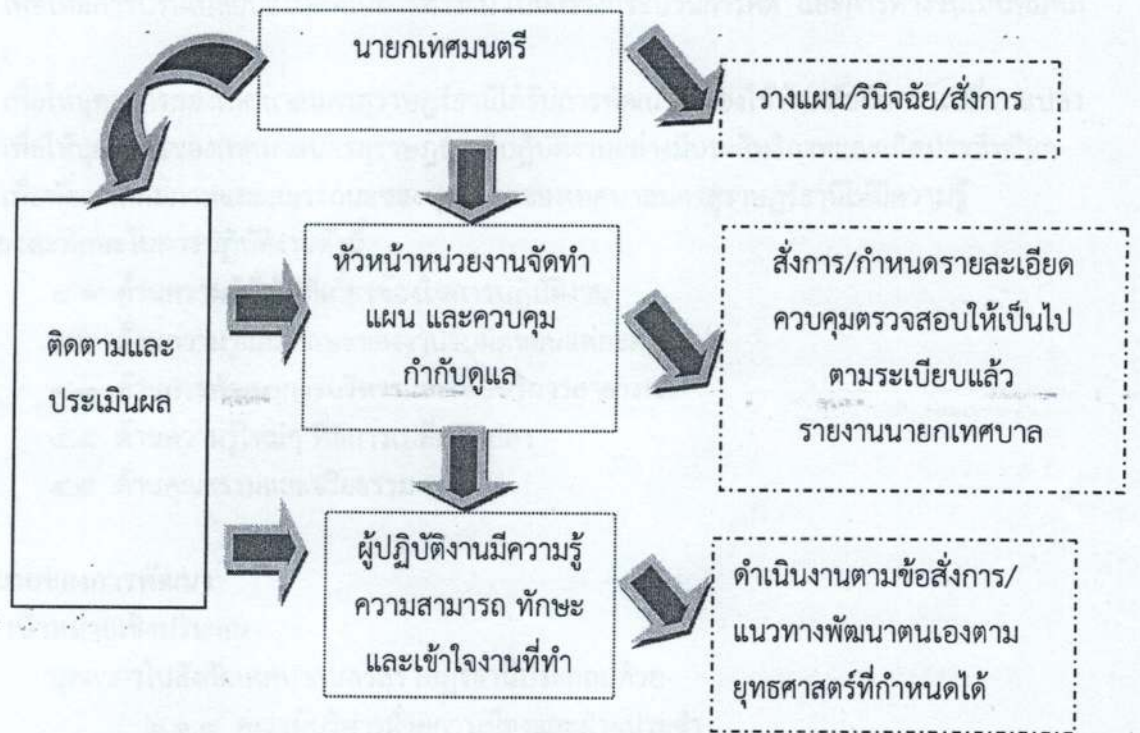 นายกเทศมนตรี
วางแผน/วินิจฉัย/สั่งการ
หัวหน้าหน่วยงานจัดทำ
แผน และควบคุม
กำกับดูแล
สั่งการ/กำหนดรายละเอียด
ควบคุมตรวจสอบให้เป็นไป
ตามระเบียบแล้ว
รายงานนายกเทศบาล
ติดตามและ
ประเมินผล
ผู้ปฏิบัติงานมีความรู้
ความสามารถ ทักษะ
และเข้าใจงานที่ทำ
ดำเนินงานตามข้อสั่งการ/
แนวทางพัฒนาตนเองตาม
ยุทธศาสตร์ที่กำหนดได้